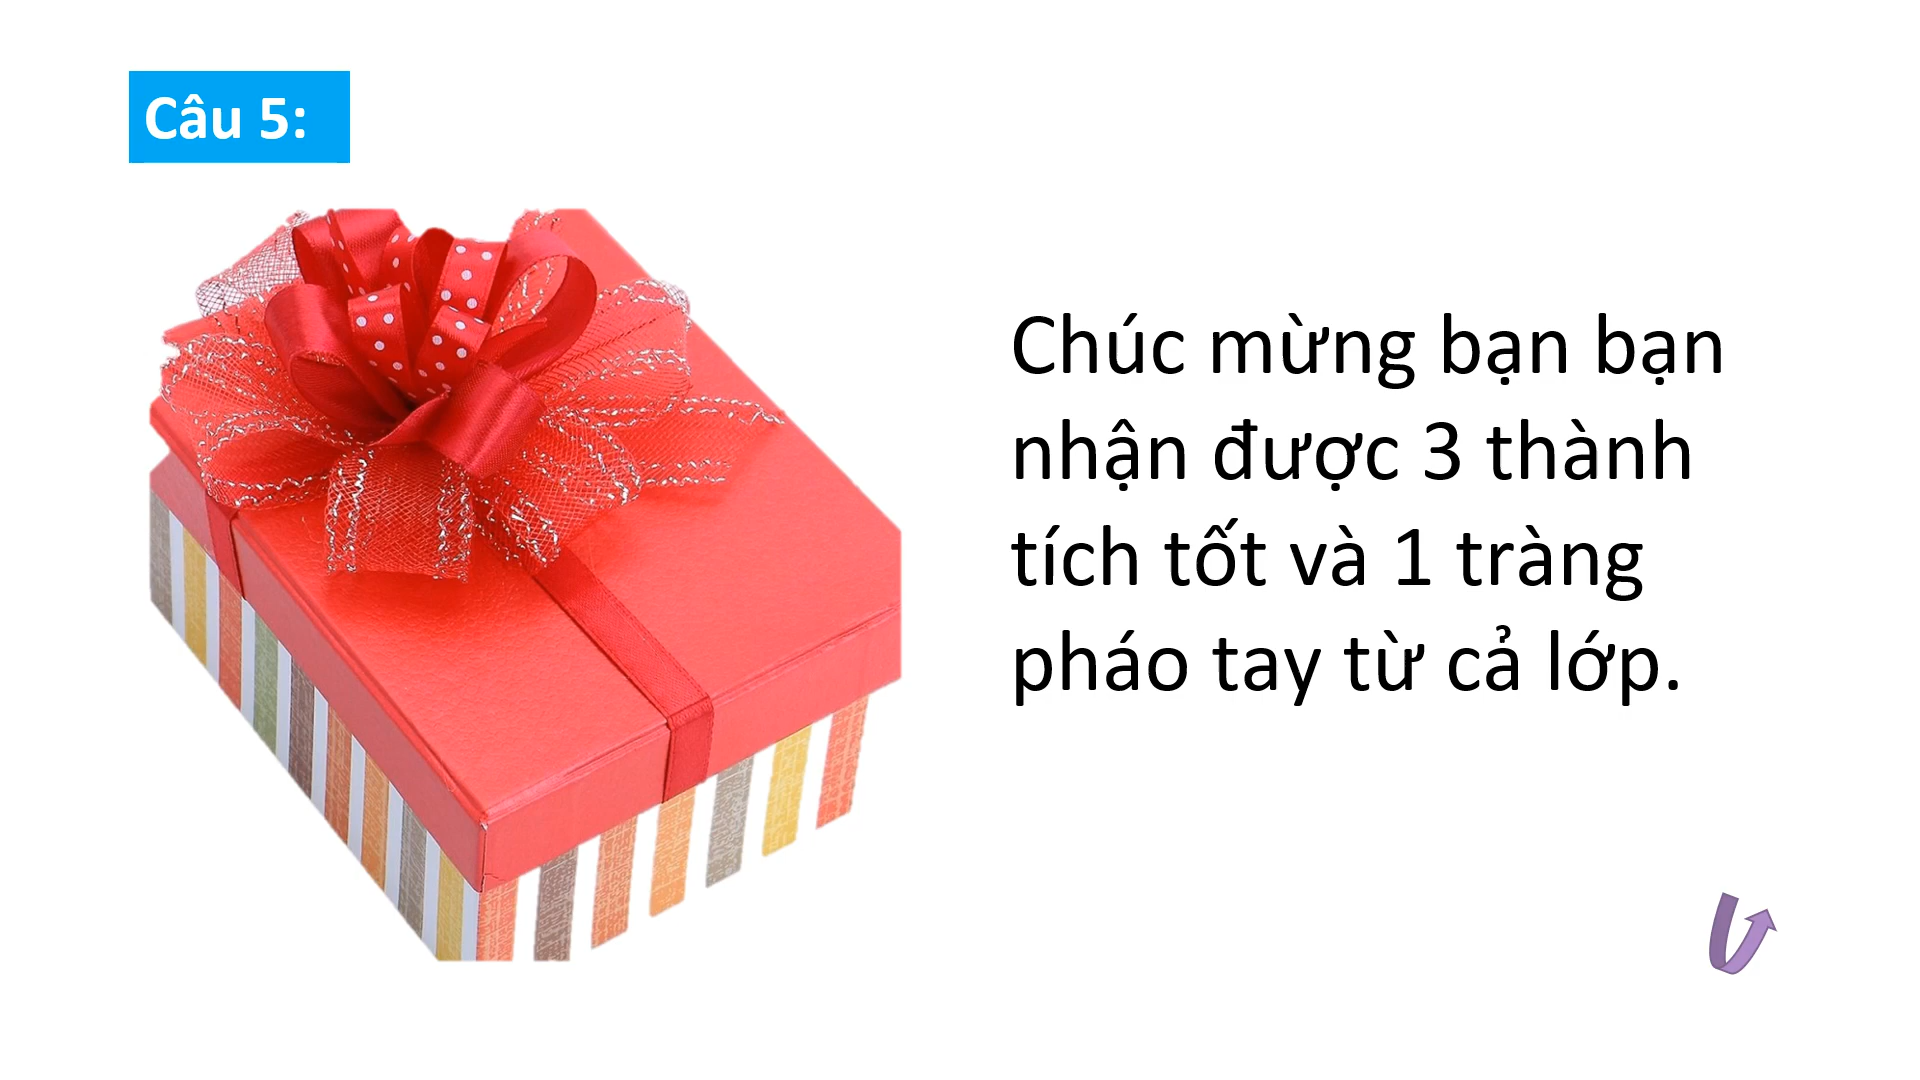 Câu 5:
Chúc mừng bạn bạn
nhận được 3 thành
tích tốt và 1 tràng
pháo tay từ cả lớp.